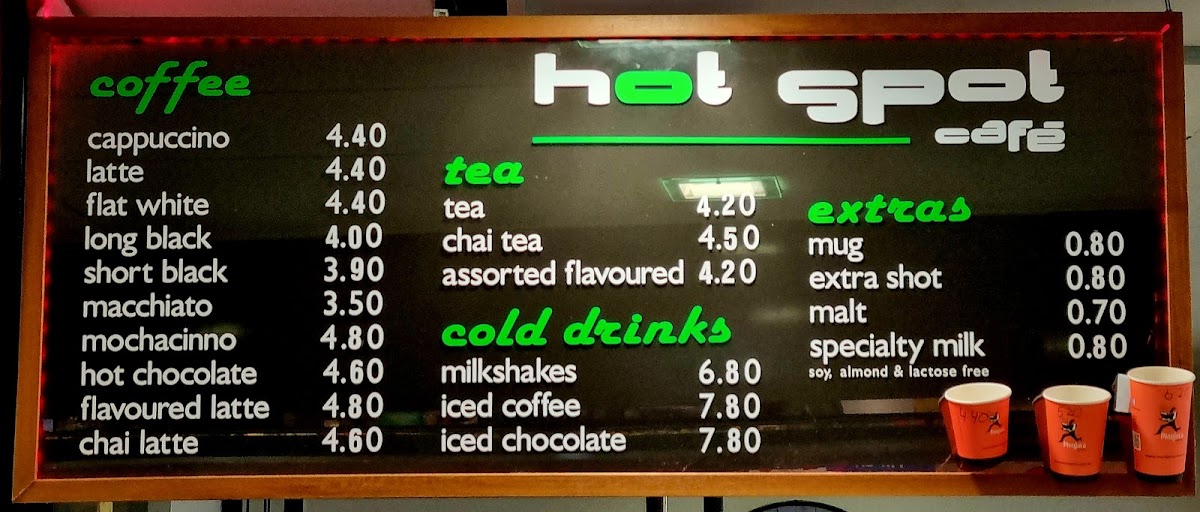 hot spot
café
coffee
cappuccino 4.40
latte 4.40
flat white 4.40
long black 4.00
short black 3.90
macchiato 3.50
mochacinno 4.80
hot chocolate 4.60
flavoured latte 4.80
chai latte 4.60
tea
tea 4.20
chai tea 4.50
assorted flavoured 4.20
cold drinks
milkshakes 6.80
iced coffee 7.80
iced chocolate 7.80
extras
mug 0.80
extra shot 0.80
malt 0.70
specialty milk 0.80
soy, almond & lactose free
4.40